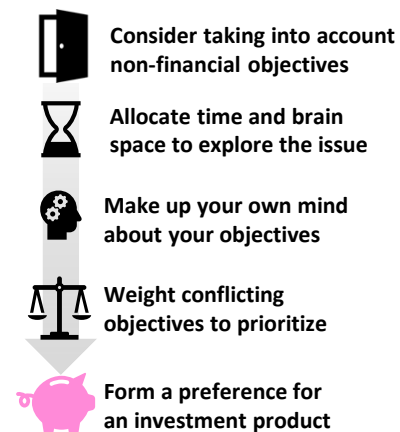 Consider taking into account
non-financial objectives
Allocate time and brain
space to explore the issue
Make up your own mind
about your objectives
Weight conflicting
objectives to prioritize
Form a preference for
an investment product